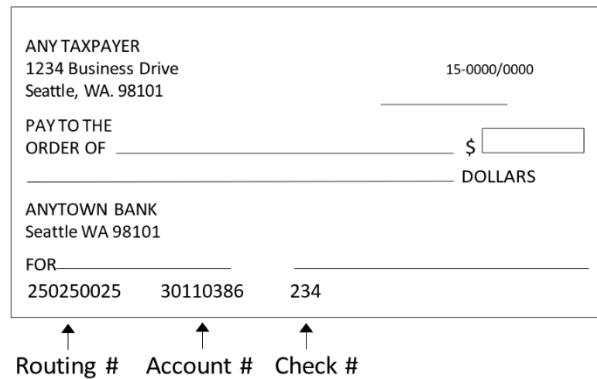 ANY TAXPAYER
1234 Business Drive 15-0000/0000
Seattle, WA. 98101
PAY TO THE
ORDER OF $
DOLLARS
ANYTOWN BANK
Seattle WA 98101
FOR
250250025 30110386 234
Routing # Account # Check #